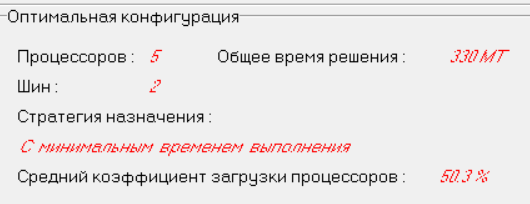 Оптимальная конфигурация
Процессоров : 5 Общее время решения : 330 МТ
Шин : 2
Стратегия назначения :
С минимальным временем выполнения
Средний коэффициент загрузки процессоров : 50.3 %